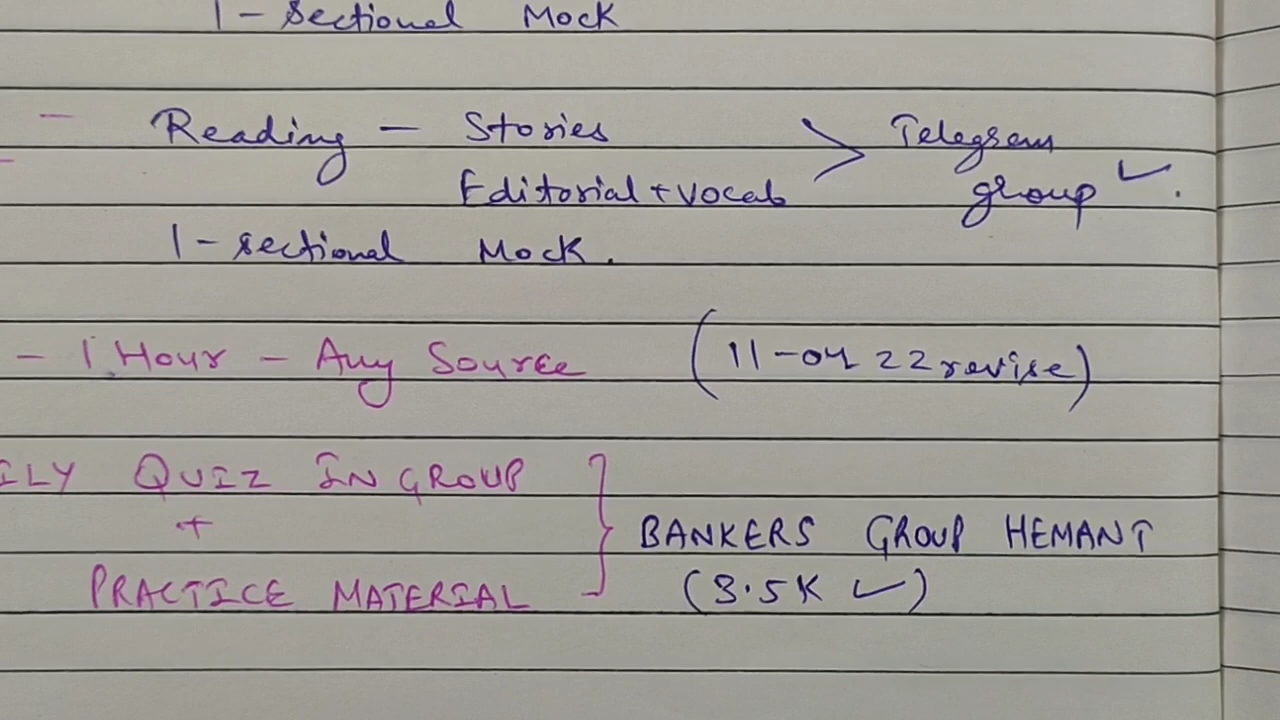 1 - Sectional Mock
- Reading - Stories > Telegram
Editorial + vocab group ✓.
1 - sectional Mock.
- 1 Hour - Any Source (11-04 22 revise)
ILY QUIZ IN GROUP
+
PRACTICE MATERIAL } BANKERS GROUP HEMANT
(3.5K ✓)